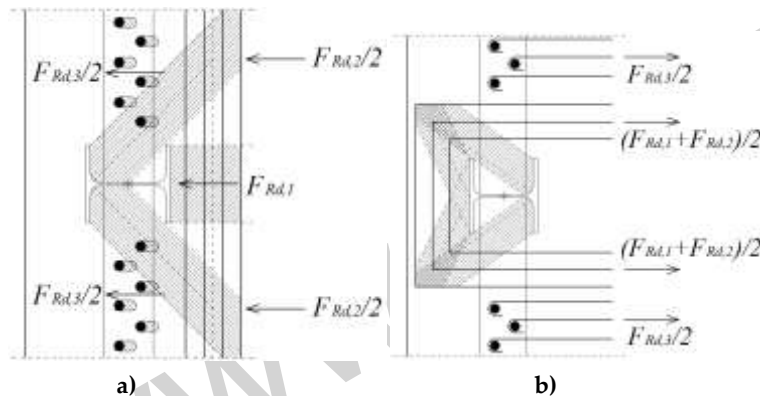 F Rd,2/2
F Rd,3/2
F Rd,3/2
F Rd,1
(F Rd,1+F Rd,2)/2
(F Rd,1+F Rd,2)/2
F Rd,3/2
F Rd,2/2
F Rd,3/2
a)
b)